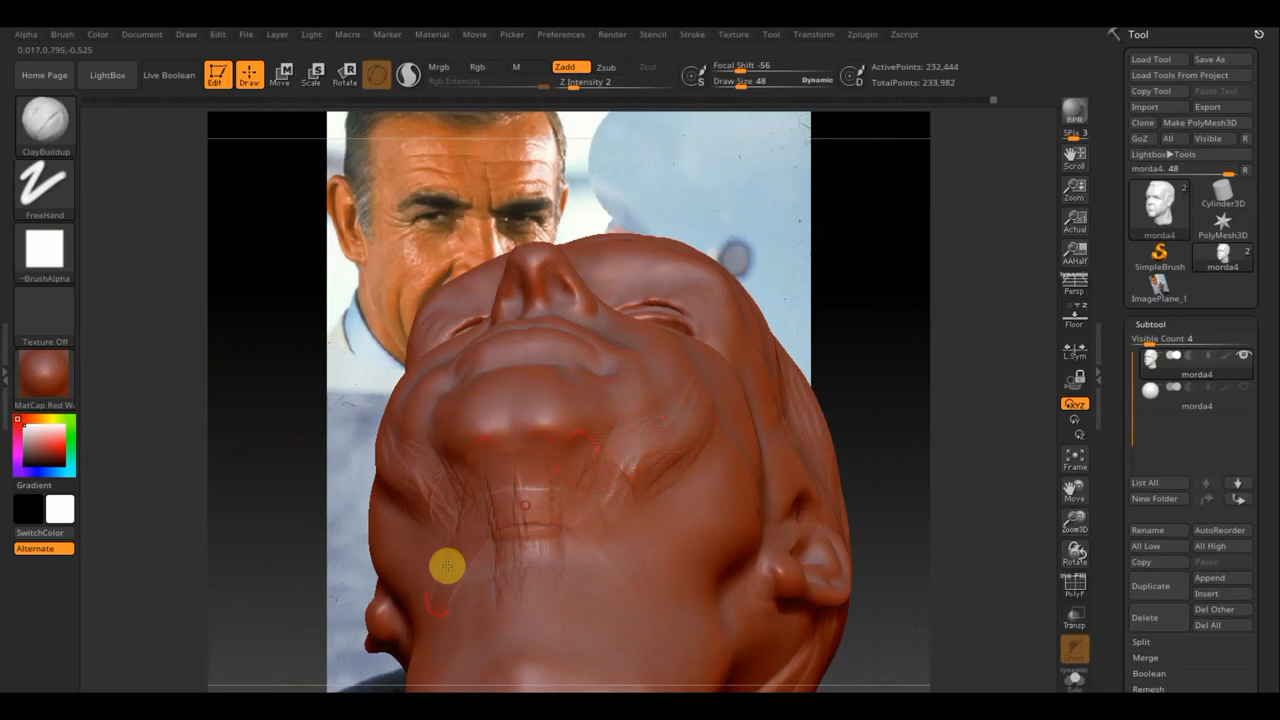 Alpha Brush Color Document Draw Edit File Layer Light Macro Marker Material Movie Picker Preferences Render Stencil Stroke Texture Tool Transform Zplugin Zscript
0.017,0.795,-0.525
Home Page
LightBox
Live Boolean
Edit
Draw
Move
Scale
Rotate
Mrgb
Rgb
M
Rgb Intensity
Zadd
Zsub
Zcut
Z Intensity 2
S
Focal Shift -56
Draw Size 48
Dynamic
D
ActivePoints: 232,444
TotalPoints: 233,982
ClayBuildup
FreeHand
~BrushAlpha
Texture Off
MatCap Red Wa
Gradient
SwitchColor
Alternate
BPR
SPix 3
Scroll
Zoom
Actual
AAHalf
Dynamic
Persp
Floor
L.Sym
XYZ
Y
Z
Frame
Move
Zoom3D
Rotate
PolyF
Transp
Solo
Tool
Load Tool
Save As
Load Tools From Project
Copy Tool
Paste Tool
Import
Export
Clone
Make PolyMesh3D
GoZ
All
Visible
R
Lightbox▶Tools
morda4. 48
R
2
morda4
Cylinder3D
PolyMesh3D
SimpleBrush
2
morda4
ImagePlane_1
Subtool
Visible Count 4
morda4
morda4
List All
New Folder
Rename
AutoReorder
All Low
All High
Copy
Paste
Duplicate
Append
Insert
Delete
Del Other
Del All
Split
Merge
Boolean
Remesh